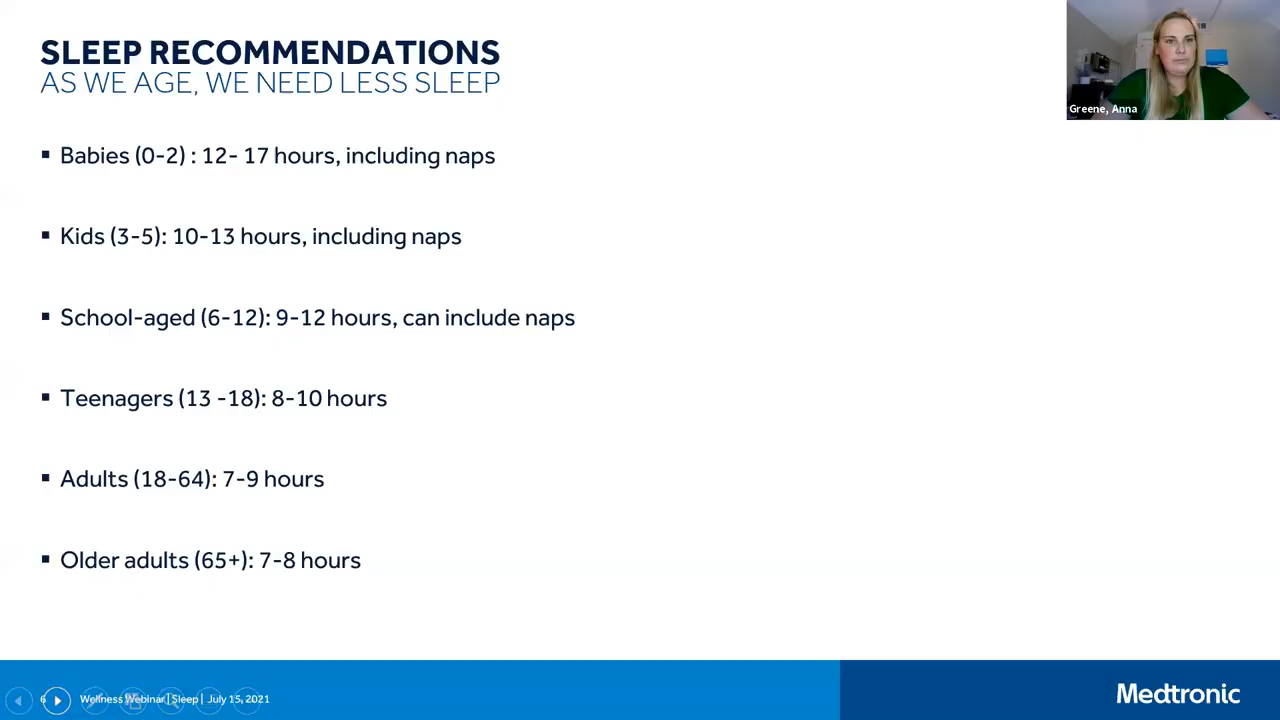 SLEEP RECOMMENDATIONS
AS WE AGE, WE NEED LESS SLEEP
Greene, Anna
▪ Babies (0-2) : 12- 17 hours, including naps
▪ Kids (3-5): 10-13 hours, including naps
▪ School-aged (6-12): 9-12 hours, can include naps
▪ Teenagers (13 -18): 8-10 hours
▪ Adults (18-64): 7-9 hours
▪ Older adults (65+): 7-8 hours
6 Wellness Webinar | Sleep | July 15, 2021
Medtronic